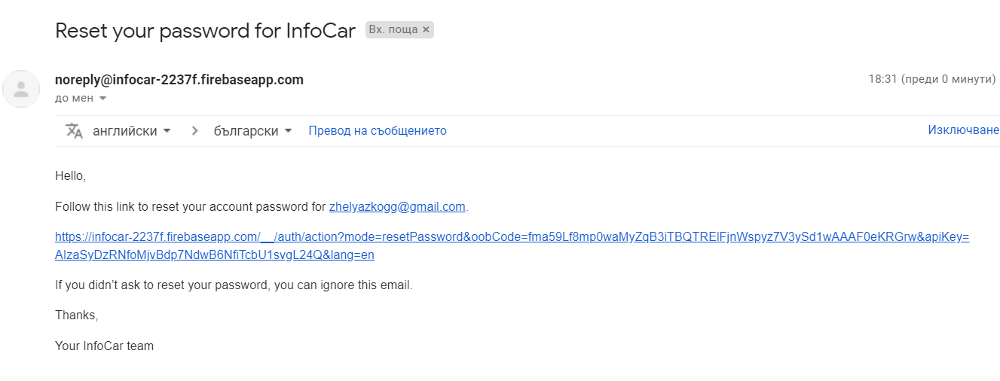 Reset your password for InfoCar Вх. поща ×
noreply@infocar-2237f.firebaseapp.com 18:31 (преди 0 минути)
до мен
английски > български Превод на съобщението Изключване
Hello,
Follow this link to reset your account password for zhelyazkogg@gmail.com.
https://infocar-2237f.firebaseapp.com/__/auth/action?mode=resetPassword&oobCode=fma59Lf8mp0waMyZqB3iTBQTRElFjnWspyz7V3ySd1wAAAF0eKRGrw&apiKey=
AIzaSyDzRNfoMjvBdp7NdwB6NfiTcbU1svgL24Q&lang=en
If you didn’t ask to reset your password, you can ignore this email.
Thanks,
Your InfoCar team